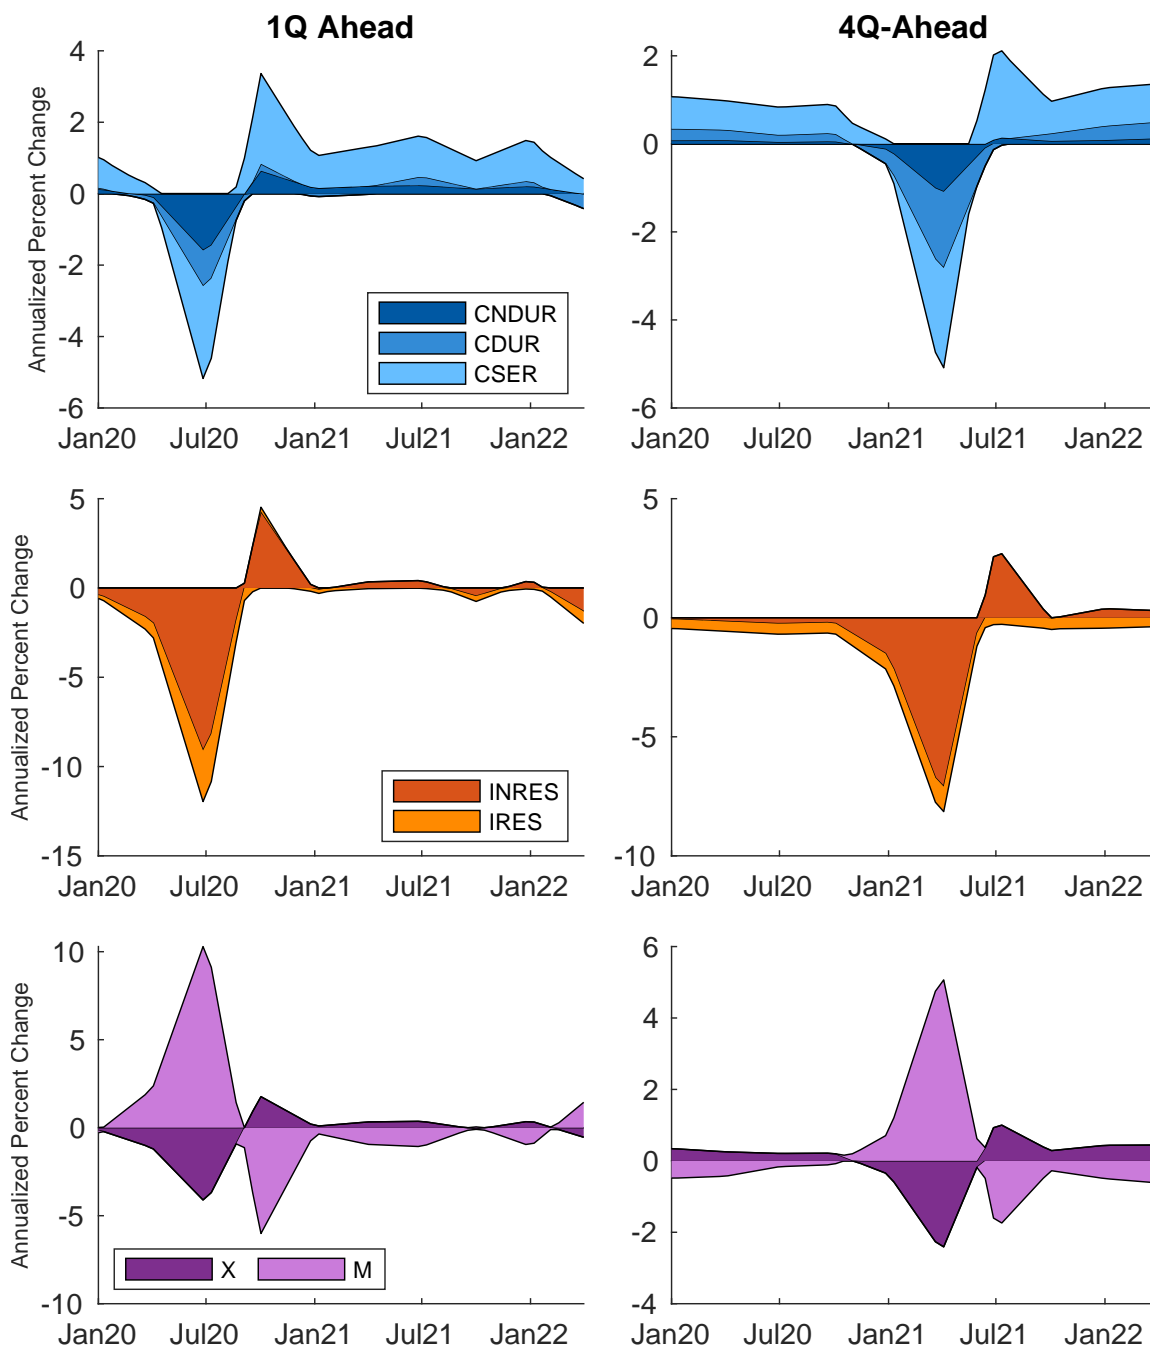 1Q Ahead
4Q-Ahead
Annualized Percent Change
4
2
0
-2
-4
-6
CNDUR
CDUR
CSER
Jan20 Jul20 Jan21 Jul21 Jan22
2
0
-2
-4
-6
Jan20 Jul20 Jan21 Jul21 Jan22
Annualized Percent Change
5
0
-5
-10
-15
INRES
IRES
Jan20 Jul20 Jan21 Jul21 Jan22
5
0
-5
-10
Jan20 Jul20 Jan21 Jul21 Jan22
Annualized Percent Change
10
5
0
-5
-10
X M
Jan20 Jul20 Jan21 Jul21 Jan22
6
4
2
0
-2
-4
Jan20 Jul20 Jan21 Jul21 Jan22